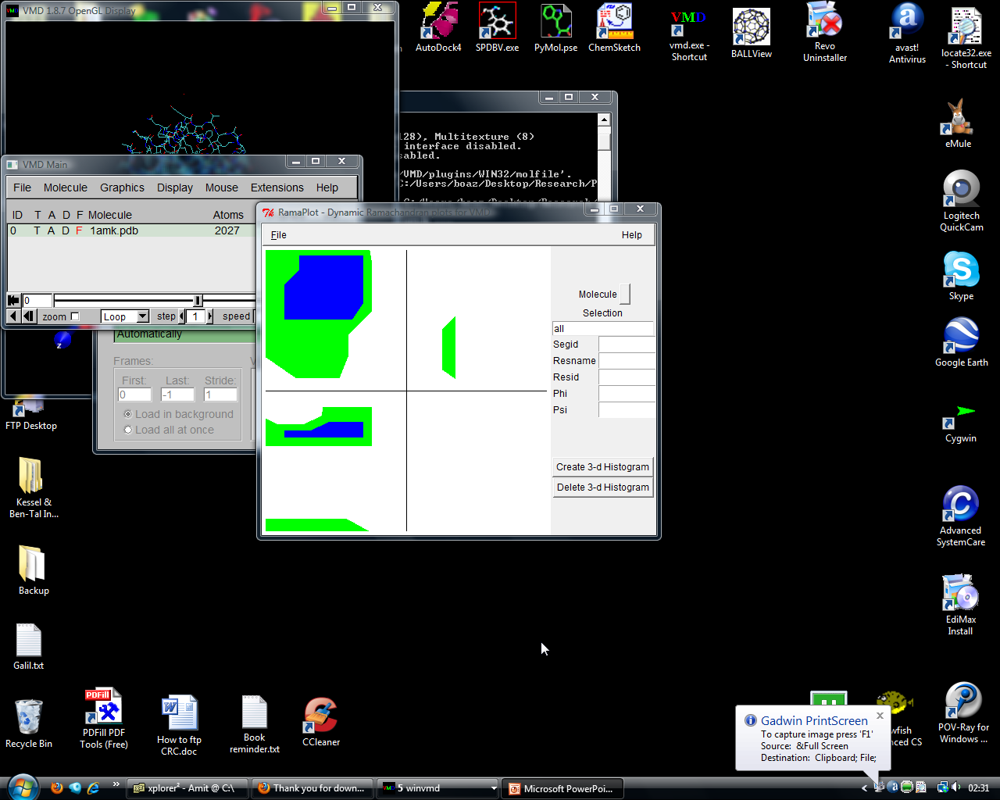 VMD 1.8.7 OpenGL Display
AutoDock4
SPDBV.exe
PyMol.pse
ChemSketch
VMD
vmd.exe -
Shortcut
BALLView
Revo
Uninstaller
avast!
Antivirus
locate32.exe
- Shortcut
128), Multitexture (8)
interface disabled.
abled.
/VMD/plugins/WIN32/molfile'.
C:/Users/boaz/Desktop/Research/P
eMule
VMD Main
File Molecule Graphics Display Mouse Extensions Help
ID T A D F Molecule Atoms
0 T A D F 1amk.pdb 2027
0
zoom Loop step 1 speed
RamaPlot - Dynamic Ramachandran plots for VMD
File Help
Molecule
Selection
all
Segid
Resname
Resid
Phi
Psi
Create 3-d Histogram
Delete 3-d Histogram
Automatically
Frames:
First: Last: Stride:
0 -1 1
Load in background
Load all at once
z
Logitech
QuickCam
Skype
Google Earth
Cygwin
Advanced
SystemCare
EdiMax
Install
POV-Ray for
Windows ...
FTP Desktop
Kessel &
Ben-Tal In...
Backup
Galil.txt
Recycle Bin
PDFill
PDFill PDF
Tools (Free)
How to ftp
CRC.doc
Book
reminder.txt
CCleaner
wfish
nced CS
Gadwin PrintScreen
To capture image press 'F1'
Source: &Full Screen
Destination: Clipboard; File;
xplorer² - Amit @ C:\
Thank you for down...
5 winvmd
Microsoft PowerPoi...
02:31